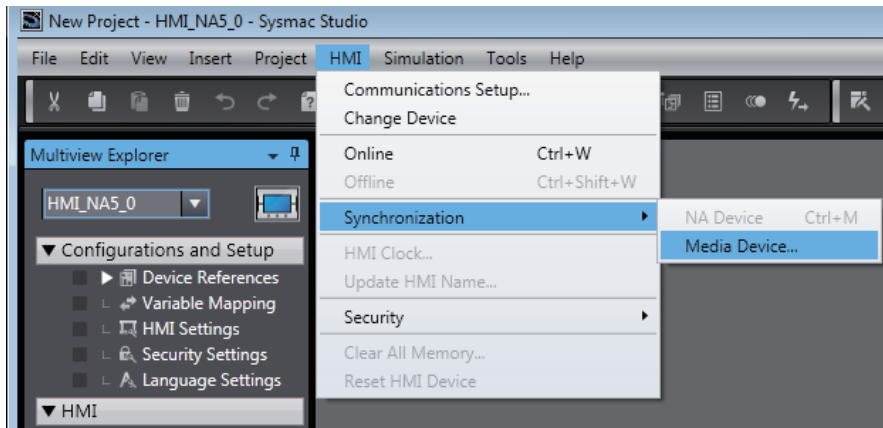 New Project - HMI_NA5_0 - Sysmac Studio
File Edit View Insert Project HMI Simulation Tools Help
Communications Setup...
Change Device
Online Ctrl+W
Offline Ctrl+Shift+W
Synchronization
NA Device Ctrl+M
Media Device...
HMI Clock...
Update HMI Name...
Security
Clear All Memory...
Reset HMI Device
Multiview Explorer
HMI_NA5_0
Configurations and Setup
Device References
Variable Mapping
HMI Settings
Security Settings
Language Settings
HMI